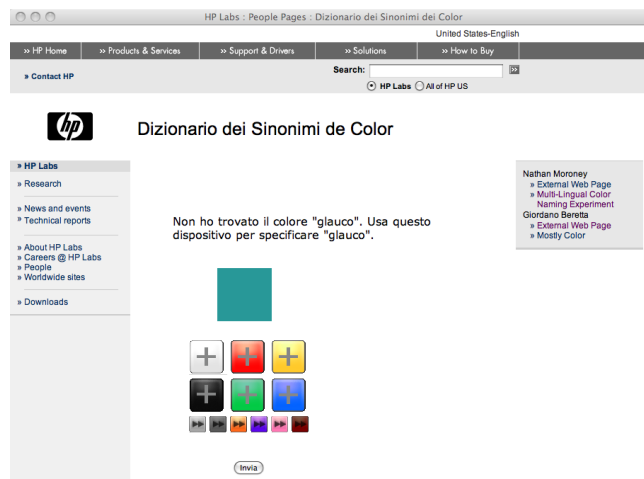 HP Labs : People Pages : Dizionario dei Sinonimi dei Color
United States-English
» HP Home » Products & Services » Support & Drivers » Solutions » How to Buy
» Contact HP
Search: »
HP Labs All of HP US
hp
Dizionario dei Sinonimi de Color
» HP Labs
» Research
» News and events
» Technical reports
» About HP Labs
» Careers @ HP Labs
» People
» Worldwide sites
» Downloads
Non ho trovato il colore "glauco". Usa questo
dispositivo per specificare "glauco".
Invia
Nathan Moroney
» External Web Page
» Multi-Lingual Color
Naming Experiment
Giordano Beretta
» External Web Page
» Mostly Color